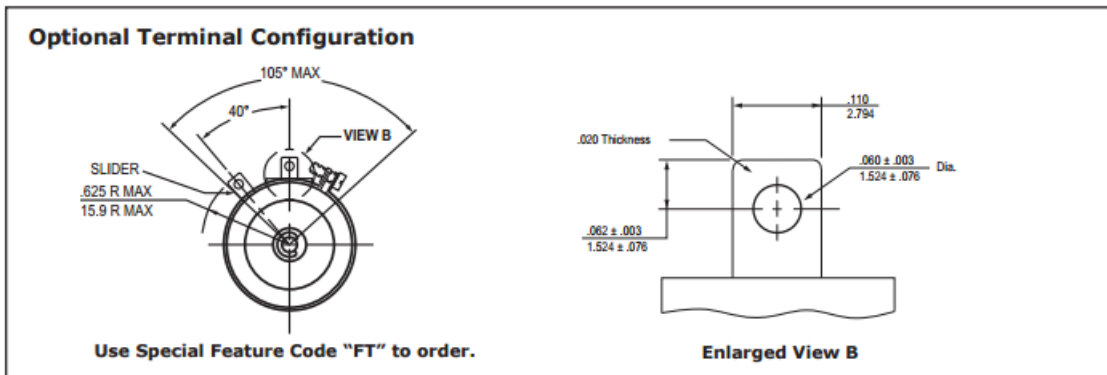 Optional Terminal Configuration
105° MAX
40°
VIEW B
SLIDER
.625 R MAX
15.9 R MAX
Use Special Feature Code “FT” to order.
.110
2.794
.020 Thickness
.060 ± .003
1.524 ± .076
Dia.
.062 ± .003
1.524 ± .076
Enlarged View B